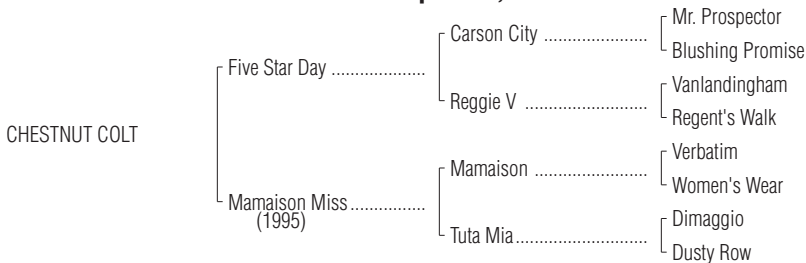 Mr. Prospector
Carson City
Blushing Promise
Five Star Day
Vanlandingham
Reggie V
Regent's Walk
CHESTNUT COLT
Verbatim
Mamaison
Women's Wear
Mamaison Miss
(1995)
Dimaggio
Tuta Mia
Dusty Row